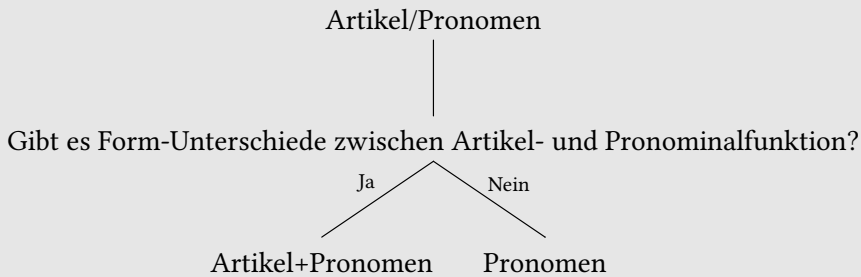 Artikel/Pronomen
Gibt es Form-Unterschiede zwischen Artikel- und Pronominalfunktion?
Ja Nein
Artikel+Pronomen Pronomen